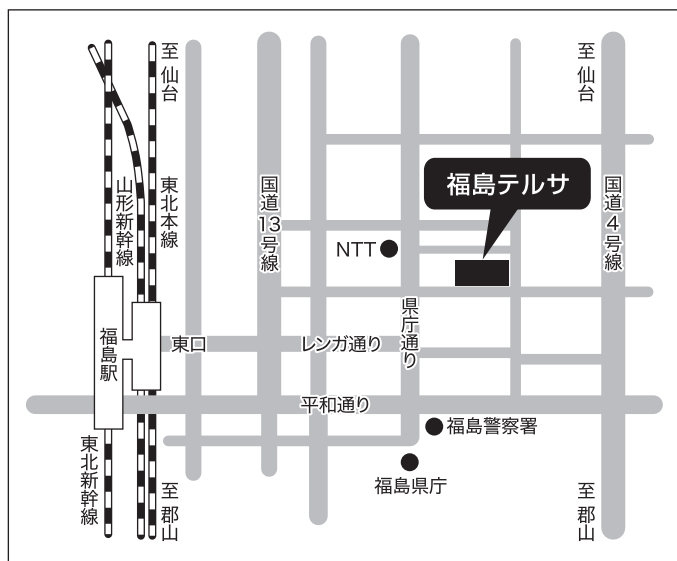 至 仙台
至 仙台
山形新幹線
東北本線
国道13号線
福島テルサ
国道4号線
NTT
県庁通り
福島駅
東口
レンガ通り
平和通り
福島警察署
福島県庁
東北新幹線
至 郡山
至 郡山